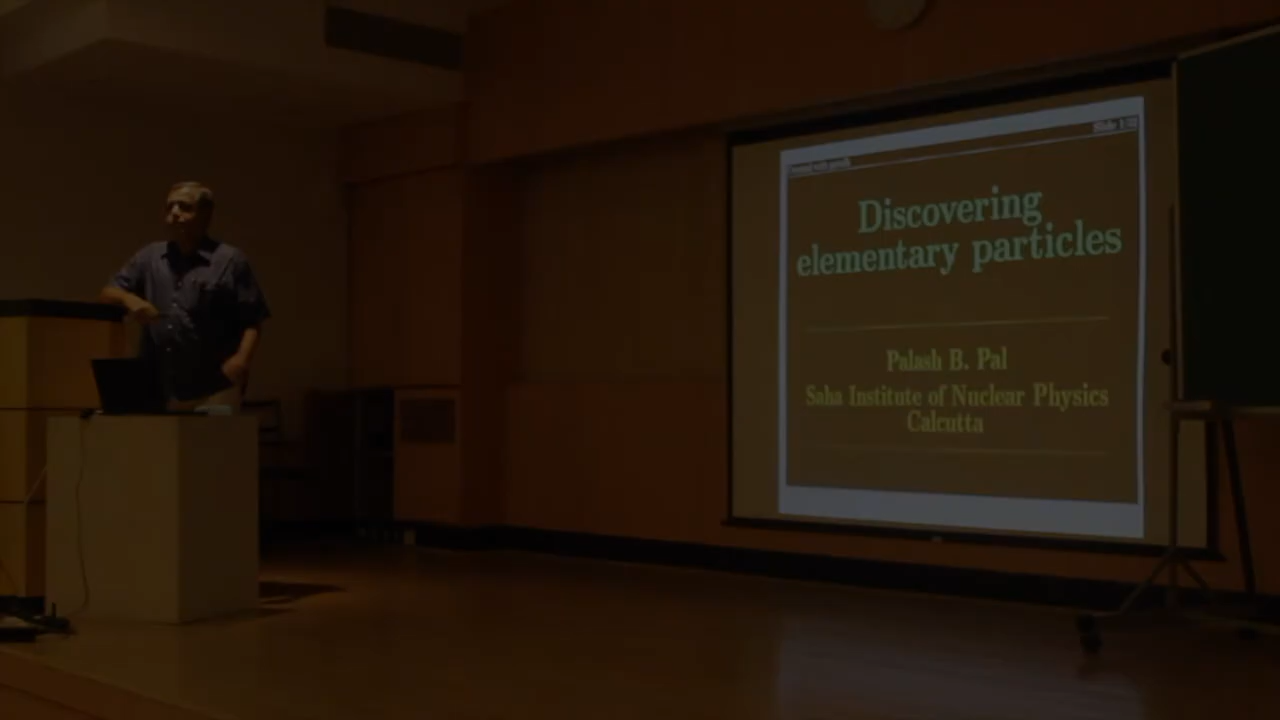 Discovering
elementary particles
Palash B. Pal
Saha Institute of Nuclear Physics
Calcutta